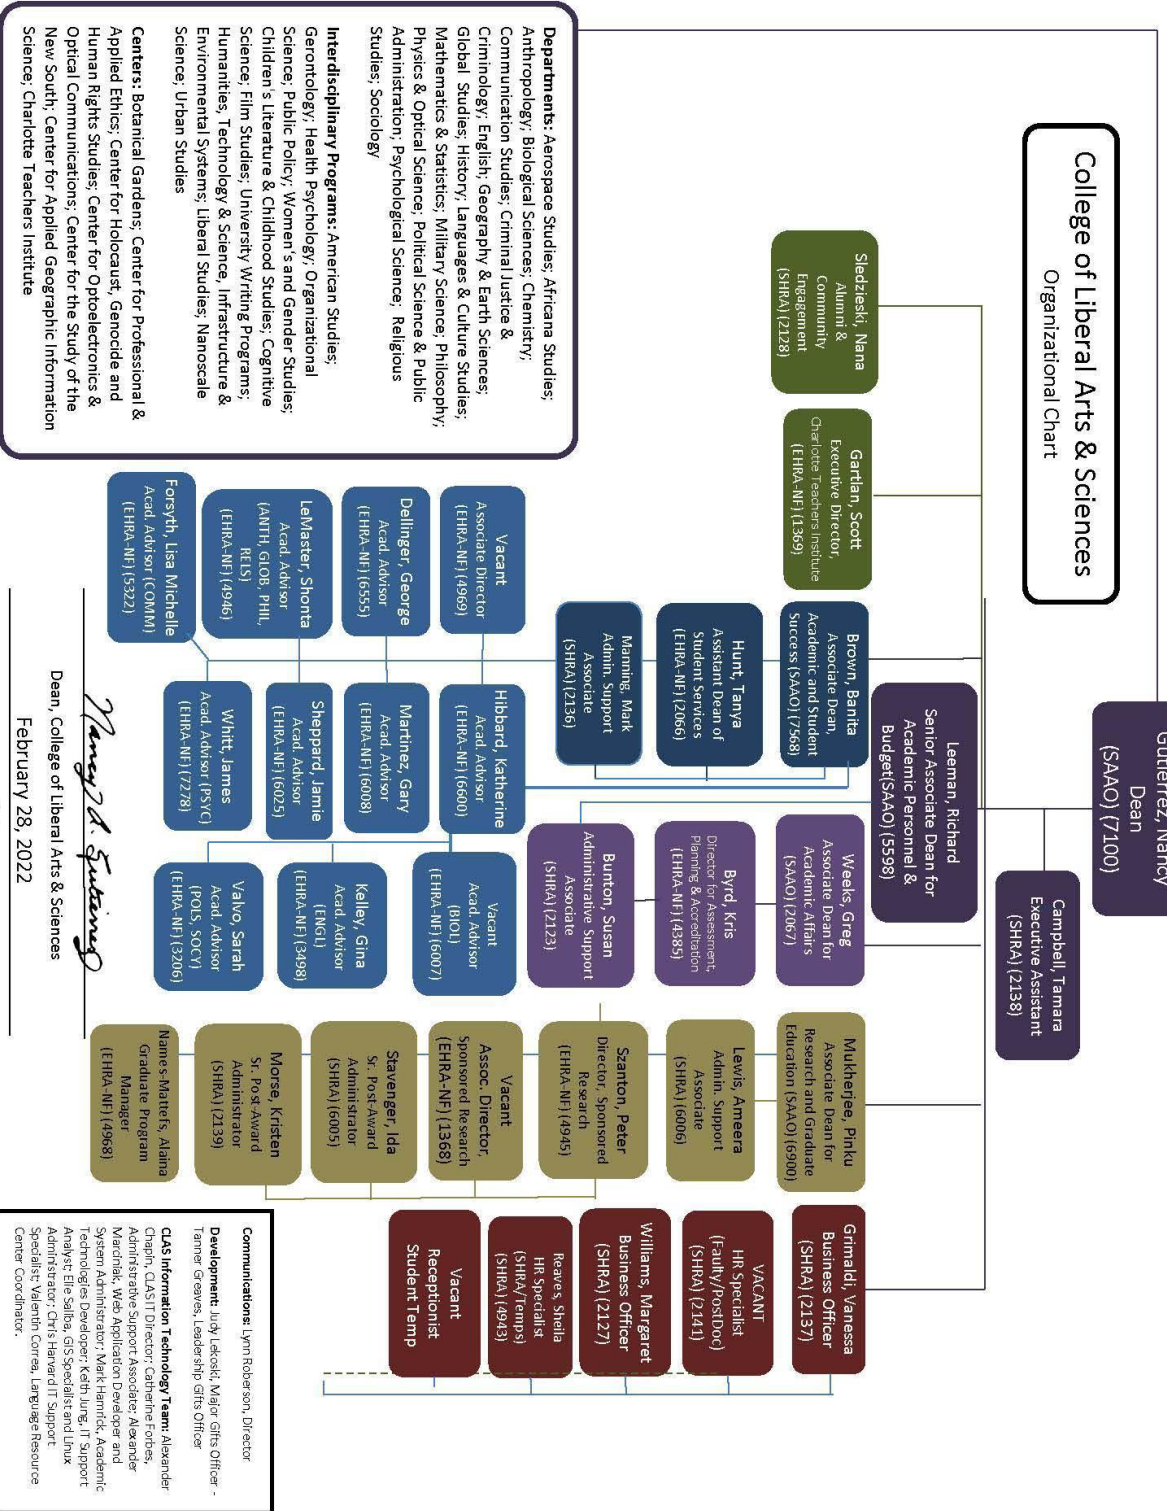 College of Liberal Arts & Sciences
Organizational Chart
Gutierrez, Nancy
Dean
(SAAO) (7100)
Campbell, Tamara
Executive Assistant
(SHRA) (2138)
Leeman, Richard
Senior Associate Dean for
Academic Personnel &
Budget(SAAO) (5598)
Sledzieski, Nana
Alumni &
Community
Engagement
(SHRA) (2128)
Gartlan, Scott
Executive Director,
Charlotte Teachers Institute
(EHRA-NF) (1369)
Brown, Banita
Associate Dean,
Academic and Student
Success (SAAO) (7568)
Hunt, Tanya
Assistant Dean of
Student Services
(EHRA-NF) (2066)
Manning, Mark
Admin. Support
Associate
(SHRA) (2136)
Vacant
Associate Director
(EHRA-NF) (4969)
Dellinger, George
Acad. Advisor
(EHRA-NF) (6555)
LeMaster, Shonta
Acad. Advisor
(ANTH, GLOB, PHIL,
RELS)
(EHRA-NF) (4946)
Forsyth, Lisa Michelle
Acad. Advisor (COMM)
(EHRA-NF) (5322)
Hibbard, Katherine
Acad. Advisor
(EHRA-NF) (6600)
Martinez, Gary
Acad. Advisor
(EHRA-NF) (6008)
Sheppard, Jamie
Acad. Advisor
(EHRA-NF) (6025)
Whitt, James
Acad. Advisor (PSYC)
(EHRA-NF) (7278)
Weeks, Greg
Associate Dean for
Academic Affairs
(SAAO) (2067)
Byrd, Kris
Director for Assessment,
Planning & Accreditation
(EHRA-NF) (4385)
Bunton, Susan
Administrative Support
Associate
(SHRA) (2123)
Vacant
Acad. Advisor
(BIOL)
(EHRA-NF) (6007)
Kelley, Gina
Acad. Advisor
(ENGL)
(EHRA-NF) (3498)
Valvo, Sarah
Acad. Advisor
(POLS, SOCY)
(EHRA-NF) (3206)
Mukherjee, Pinku
Associate Dean for
Research and Graduate
Education (SAAO) (6900)
Lewis, Ameera
Admin. Support
Associate
(SHRA) (6006)
Szanton, Peter
Director, Sponsored
Research
(EHRA-NF) (4945)
Vacant
Assoc. Director,
Sponsored Research
(EHRA-NF) (1368)
Stavenger, Ida
Sr. Post-Award
Administrator
(SHRA) (6005)
Morse, Kristen
Sr. Post-Award
Administrator
(SHRA) (2139)
Names-Mattefs, Alaina
Graduate Program
Manager
(EHRA-NF) (4968)
Grimaldi, Vanessa
Business Officer
(SHRA) (2137)
VACANT
HR Specialist
(Faulty/PostDoc)
(SHRA) (2141)
Williams, Margaret
Business Officer
(SHRA) (2127)
Reaves, Sheila
HR Specialist
(SHRA/Temps)
(SHRA) (4943)
Vacant
Receptionist
Student Temp
Departments: Aerospace Studies; Africana Studies;
Anthropology; Biological Sciences; Chemistry;
Communication Studies; Criminal Justice &
Criminology; English; Geography & Earth Sciences;
Global Studies; History; Languages & Culture Studies;
Mathematics & Statistics; Military Science; Philosophy;
Physics & Optical Science; Political Science & Public
Administration; Psychological Science; Religious
Studies; Sociology
Interdisciplinary Programs: American Studies;
Gerontology; Health Psychology; Organizational
Science; Public Policy; Women's and Gender Studies;
Children's Literature & Childhood Studies; Cognitive
Science; Film Studies; University Writing Programs;
Humanities, Technology & Science, Infrastructure &
Environmental Systems; Liberal Studies; Nanoscale
Science; Urban Studies
Centers: Botanical Gardens; Center for Professional &
Applied Ethics; Center for Holocaust, Genocide and
Human Rights Studies; Center for Optoelectronics &
Optical Communications; Center for the Study of the
New South; Center for Applied Geographic Information
Science; Charlotte Teachers Institute
Nancy A. Gutierrez
Dean, College of Liberal Arts & Sciences
February 28, 2022
Communications: Lynn Roberson, Director
Development: Judy Lekoski, Major Gifts Officer -
Tanner Greaves, Leadership Gifts Officer
CLAS Information Technology Team: Alexander
Chapin, CLAS IT Director; Catherine Forbes,
Administrative Support Associate; Alexander
Marciniak, Web Application Developer and
System Administrator; Mark Hamrick, Academic
Technologies Developer; Keith Jung, IT Support
Analyst; Elle Saliba, GIS Specialist and Linux
Administrator; Chris Harvard IT Support
Specialist; Valentin Correa, Language Resource
Center Coordinator.